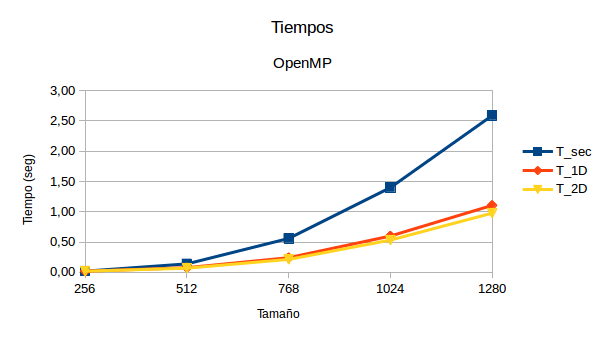 Tiempos
OpenMP
3,00
2,50
2,00
1,50
1,00
0,50
0,00
Tiempo (seg)
256 512 768 1024 1280
Tamaño
T_sec
T_1D
T_2D